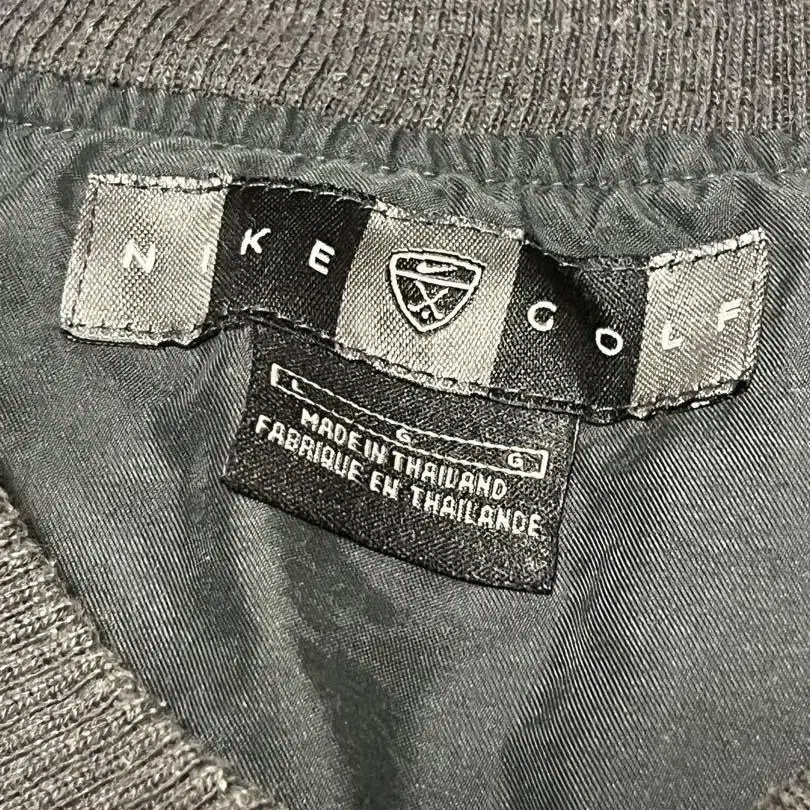 NIKE GOLF
L G G
MADE IN THAILAND
FABRIQUE EN THAILANDE